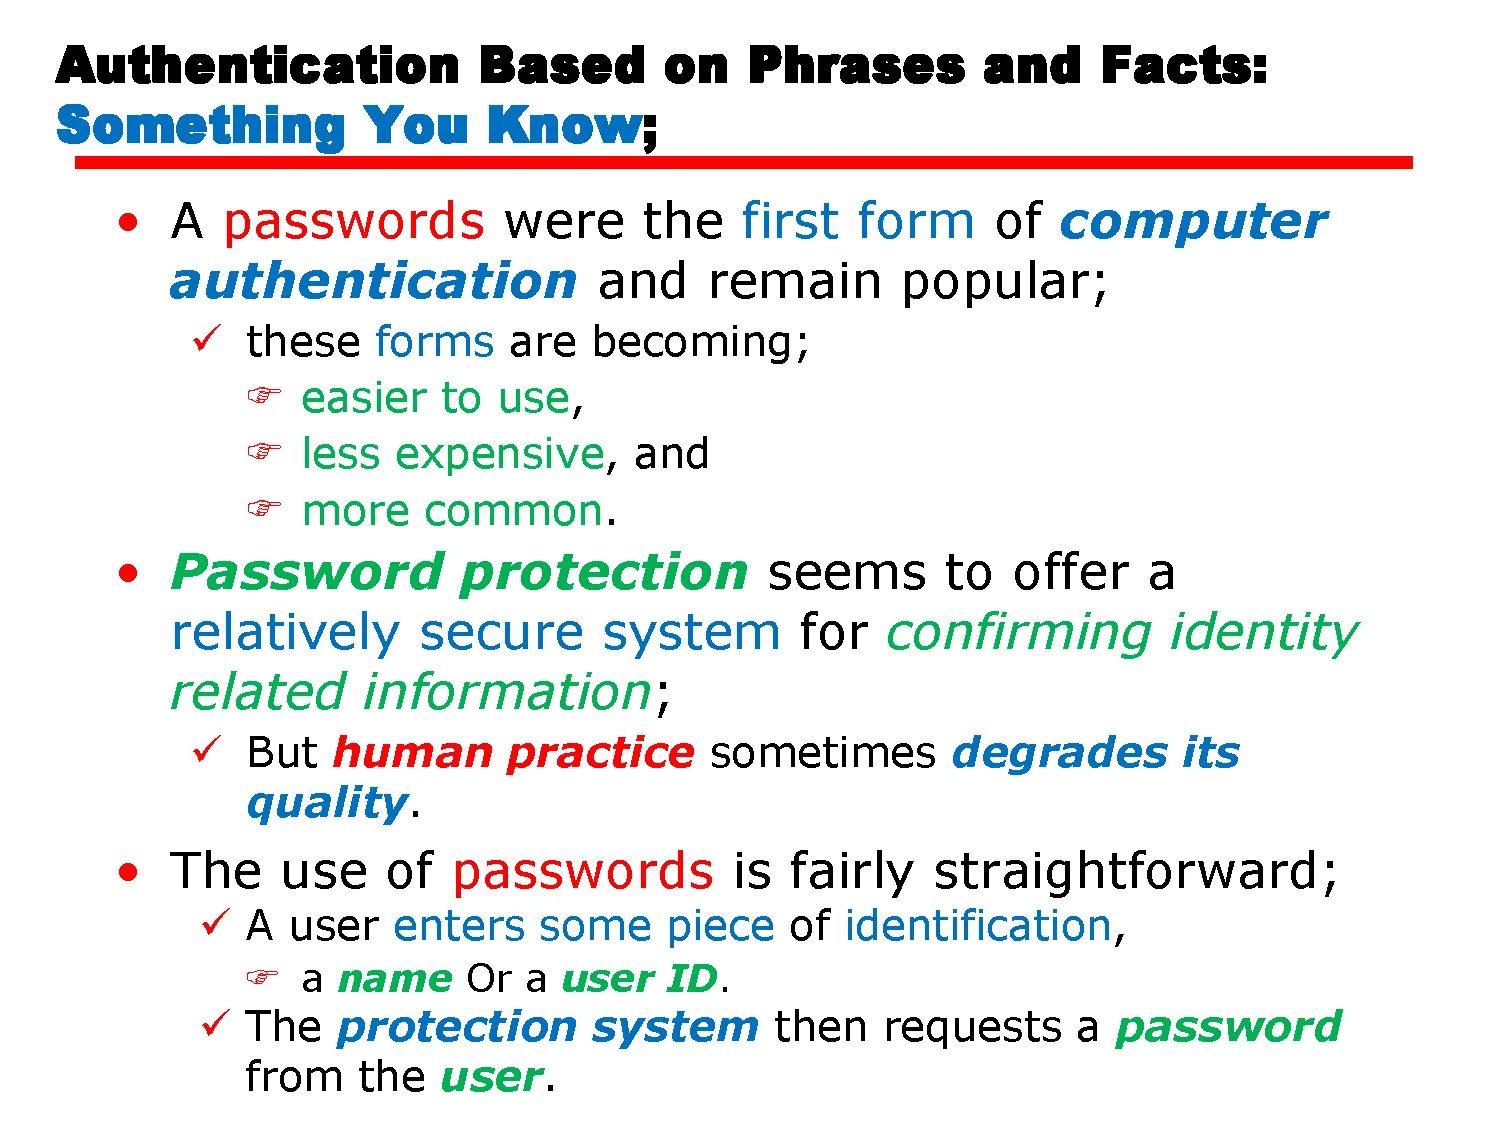 Authentication Based on Phrases and Facts:
Something You Know;
• A passwords were the first form of computer
authentication and remain popular;
✓ these forms are becoming;
☞ easier to use,
☞ less expensive, and
☞ more common.
• Password protection seems to offer a
relatively secure system for confirming identity
related information;
✓ But human practice sometimes degrades its
quality.
• The use of passwords is fairly straightforward;
✓ A user enters some piece of identification,
☞ a name Or a user ID.
✓ The protection system then requests a password
from the user.